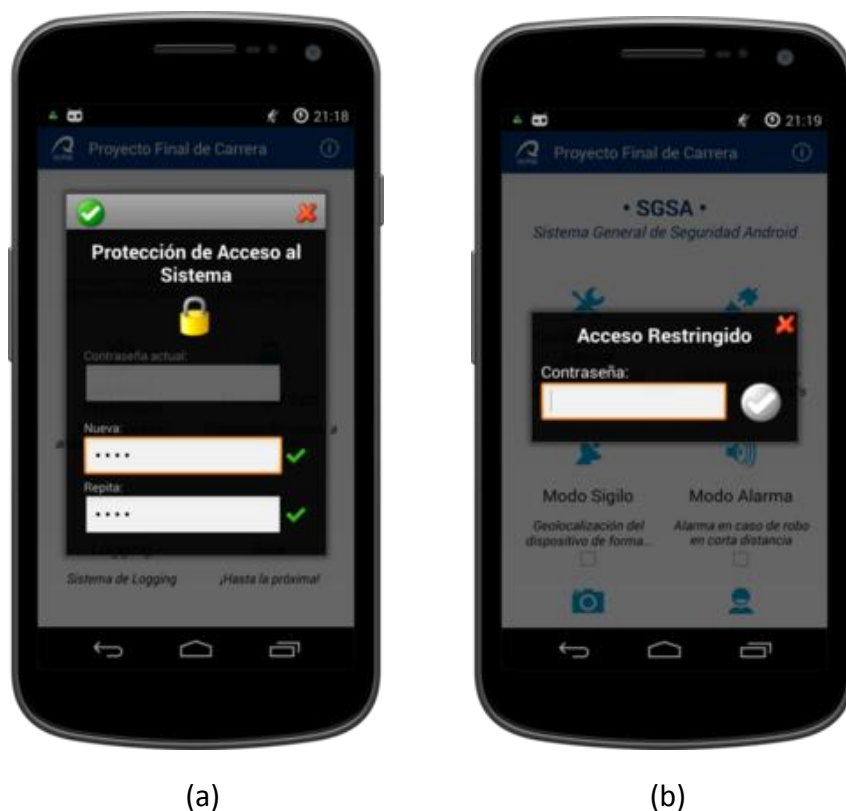 21:18
Proyecto Final de Carrera
Protección de Acceso al
Sistema
Contraseña actual:
Nueva:
••••
Repita:
••••
Sistema de Logging
¡Hasta la próxima!
(a)
21:19
Proyecto Final de Carrera
• SGSA •
Sistema General de Seguridad Android
Acceso Restringido
Contraseña:
Modo Sigilo
Modo Alarma
Geolocalización del
dispositivo de forma...
Alarma en caso de robo
en corta distancia
(b)